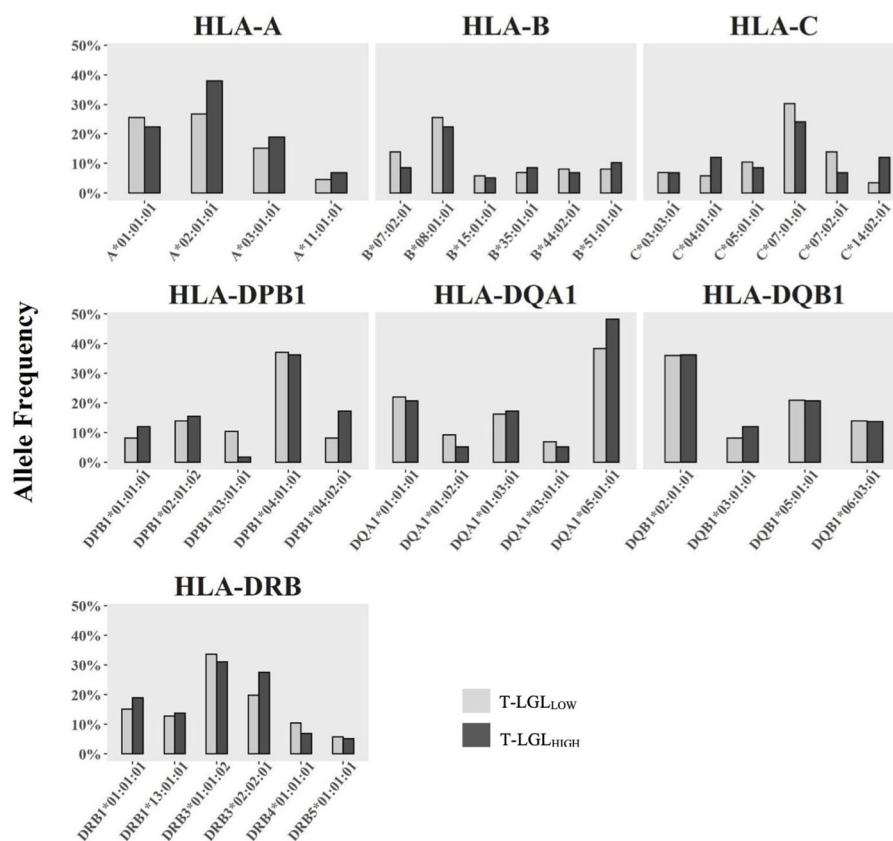 HLA-A HLA-B HLA-C
50%
40%
30%
20%
10%
0%
A*01:01:01 A*02:01:01 A*03:01:01 A*11:01:01 B*07:02:01 B*08:01:01 B*15:01:01 B*35:01:01 B*44:02:01 B*51:01:01 C*03:03:01 C*04:01:01 C*05:01:01 C*07:01:01 C*07:02:01 C*14:02:01
HLA-DPB1 HLA-DQA1 HLA-DQB1
Allele Frequency
50%
40%
30%
20%
10%
0%
DPB1*01:01:01 DPB1*02:01:02 DPB1*03:01:01 DPB1*04:01:01 DPB1*04:02:01 DQA1*01:01:01 DQA1*01:02:01 DQA1*01:03:01 DQA1*03:01:01 DQA1*05:01:01 DQB1*02:01:01 DQB1*03:01:01 DQB1*05:01:01 DQB1*06:03:01
HLA-DRB
50%
40%
30%
20%
10%
0%
DRB1*01:01:01 DRB1*13:01:01 DRB3*01:01:02 DRB3*02:02:01 DRB4*01:01:01 DRB5*01:01:01
T-LGLLOW
T-LGLHIGH